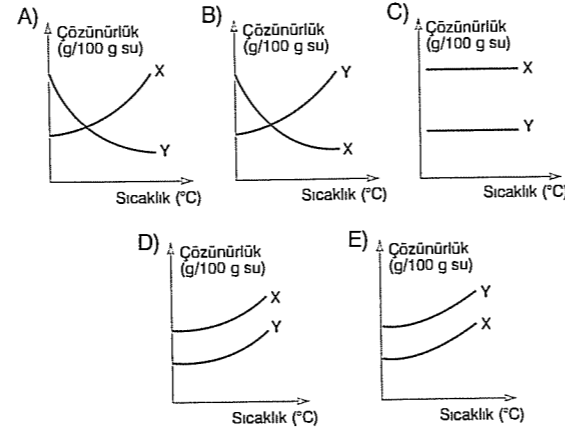 A)
Çözünürlük
(g/100 g su)
X
Y
Sıcaklık (°C)
B)
Çözünürlük
(g/100 g su)
Y
X
Sıcaklık (°C)
C)
Çözünürlük
(g/100 g su)
X
Y
Sıcaklık (°C)
D)
Çözünürlük
(g/100 g su)
X
Y
Sıcaklık (°C)
E)
Çözünürlük
(g/100 g su)
Y
X
Sıcaklık (°C)